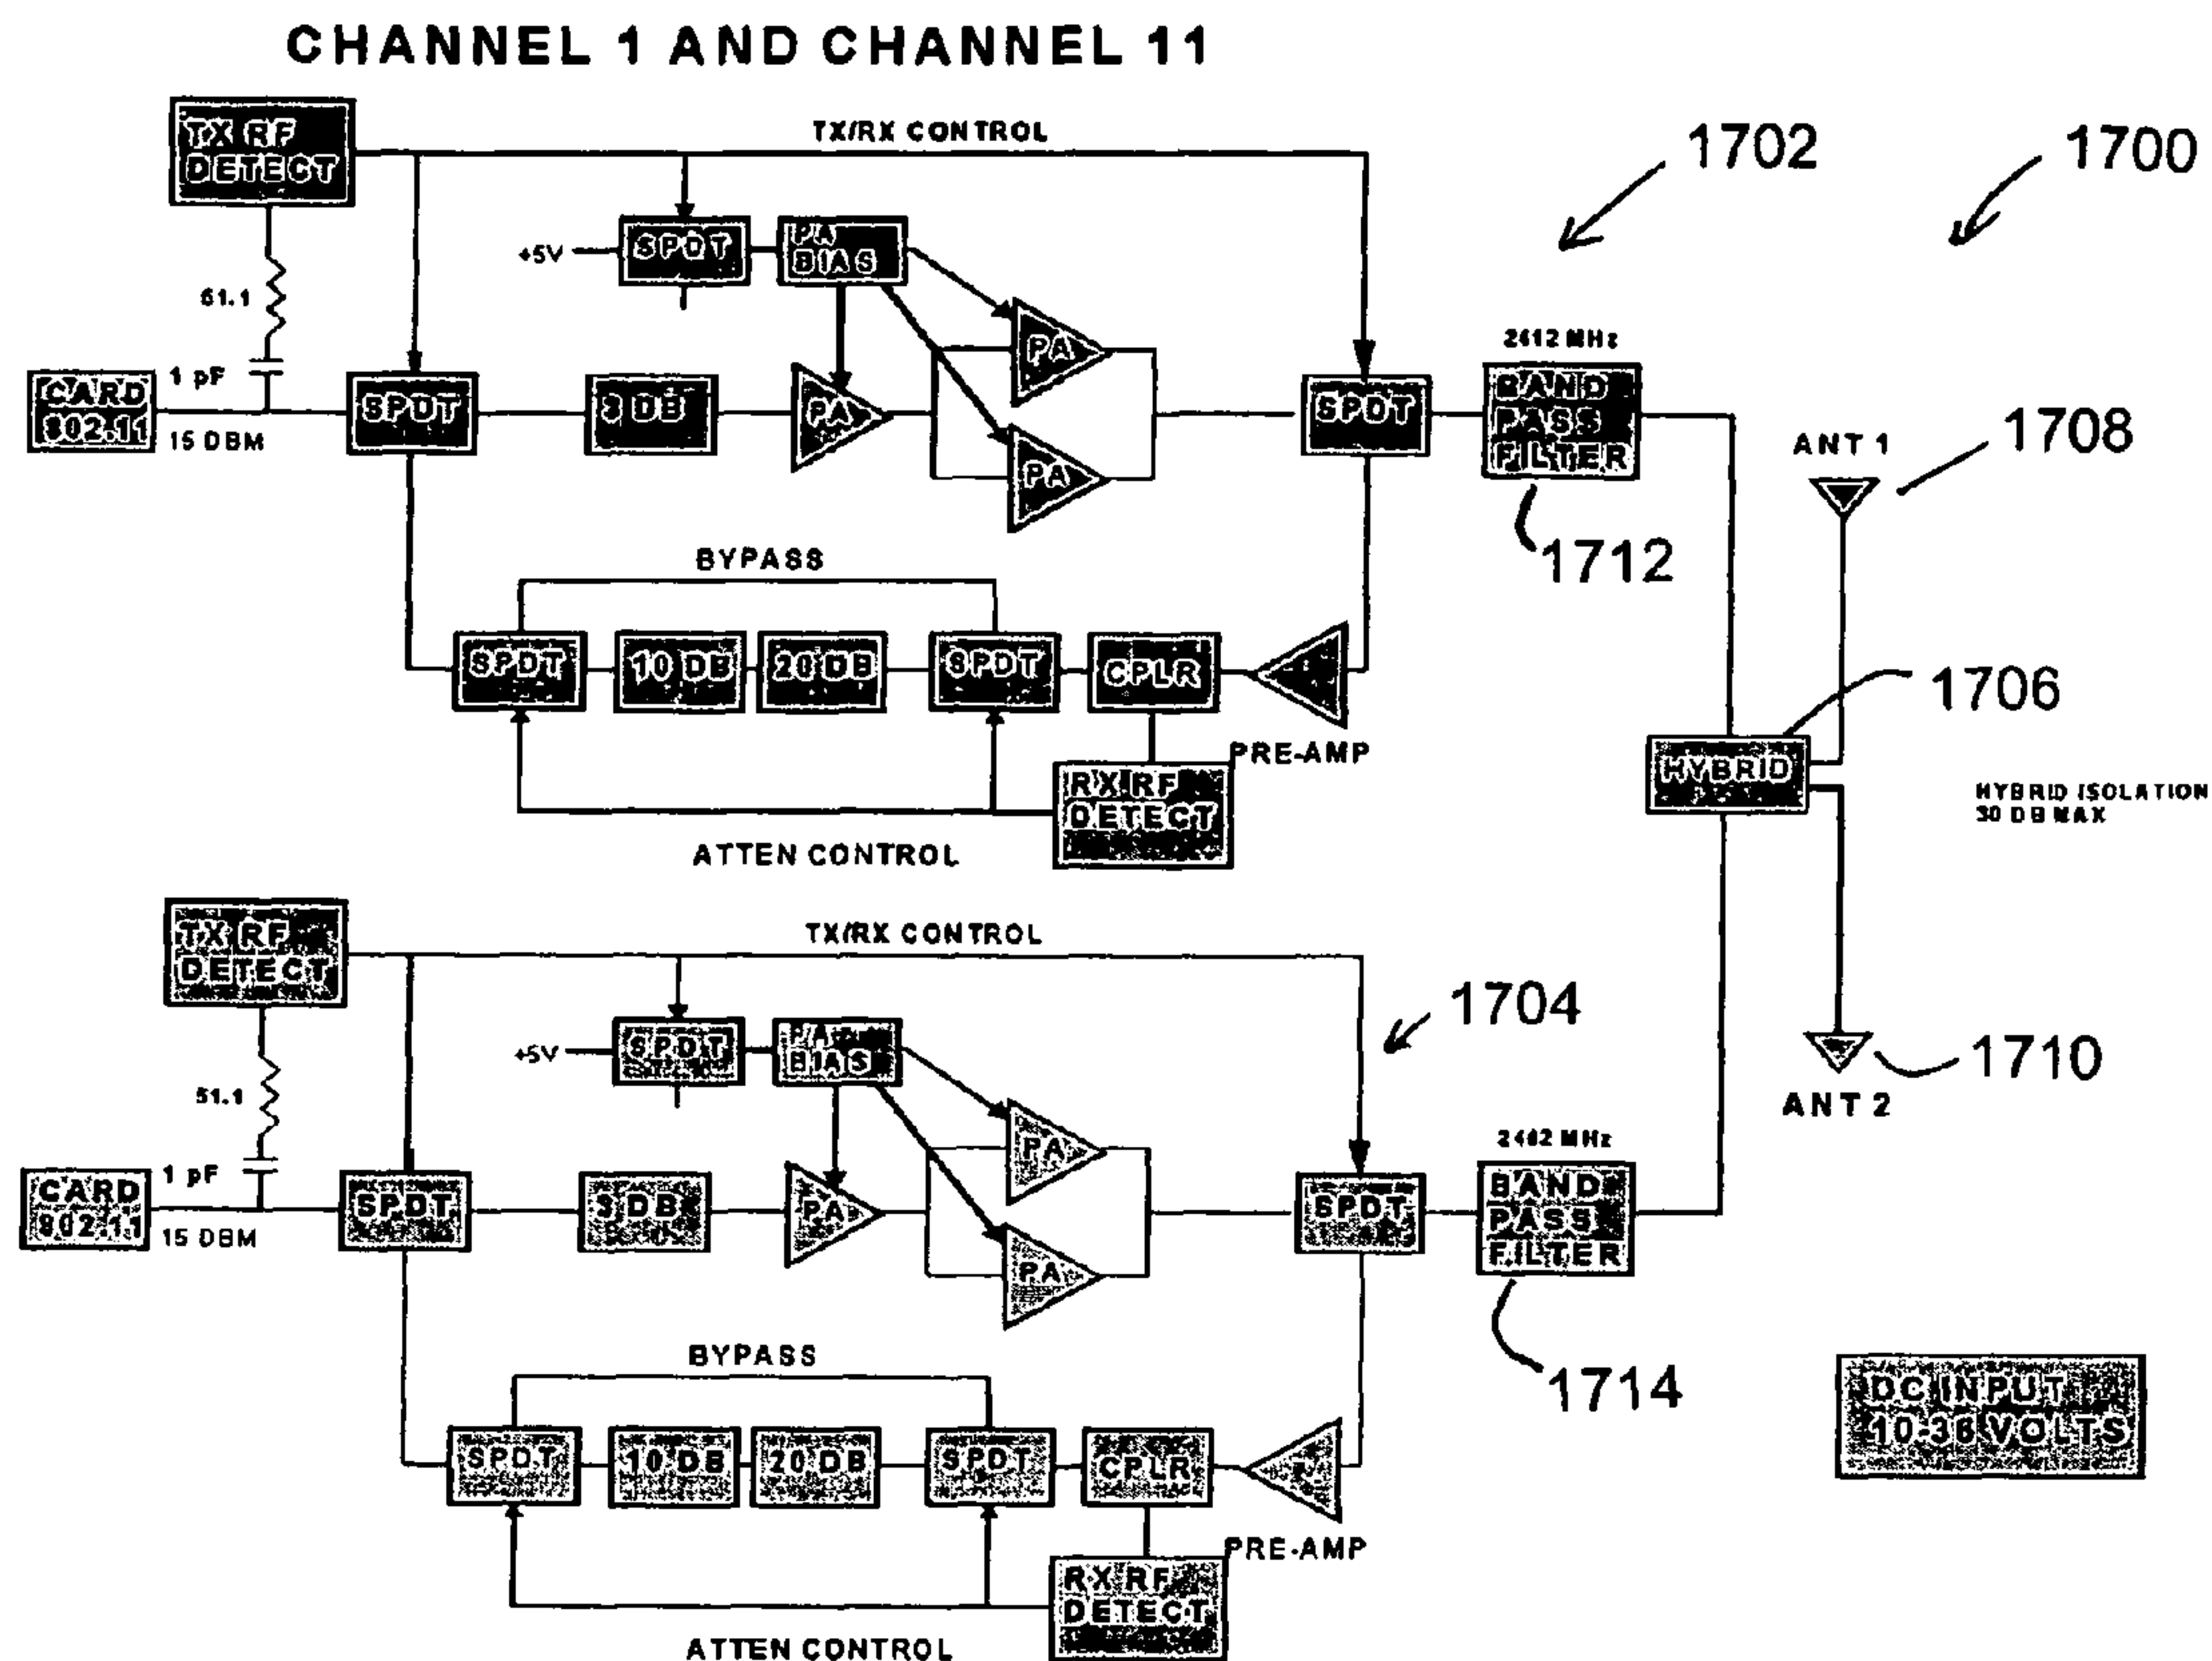 CHANNEL 1 AND CHANNEL 11
TX RF
DETECT
TX/RX CONTROL
1702
1700
+5V
SPDT
PA
BIAS
51.1
PA
2412 MHz
CARD
802.11
1 pF
15 DBM
SPDT
3 DB
PA
PA
SPDT
BAND
PASS
FILTER
ANT 1
1708
1712
BYPASS
SPDT
10 DB
20 DB
SPDT
CPLR
PRE-AMP
1706
HYBRID
HYBRID ISOLATION
30 DB MAX
RX RF
DETECT
ATTEN CONTROL
TX RF
DETECT
TX/RX CONTROL
1704
+5V
SPDT
PA
BIAS
1710
ANT 2
51.1
PA
MHz
CARD
802.11
1 pF
15 DBM
SPDT
3 DB
PA
PA
SPDT
BAND
PASS
FILTER
1714
BYPASS
DC INPUT
10-36 VOLTS
SPDT
10 DB
20 DB
SPDT
CPLR
PRE-AMP
RX RF
DETECT
ATTEN CONTROL